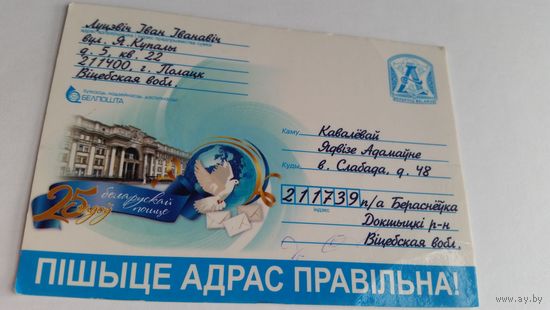 Луцэвіч Іван Іванавіч
вул. Я Купалы
д. 5, кв. 22
211400, г. Полацк
Віцебская вобл.
БЕЛПОШТА
А
Каму Кавалёвай
Ядвізе Адамаўне
Куды в. Слабада, д. 48
211739 п/а Бераснёўка
індэкс
Докшыцкі р-н
Віцебская вобл.
25 год
беларускай
пошце
ПІШЫЦЕ АДРАС ПРАВІЛЬНА!
www.ay.by